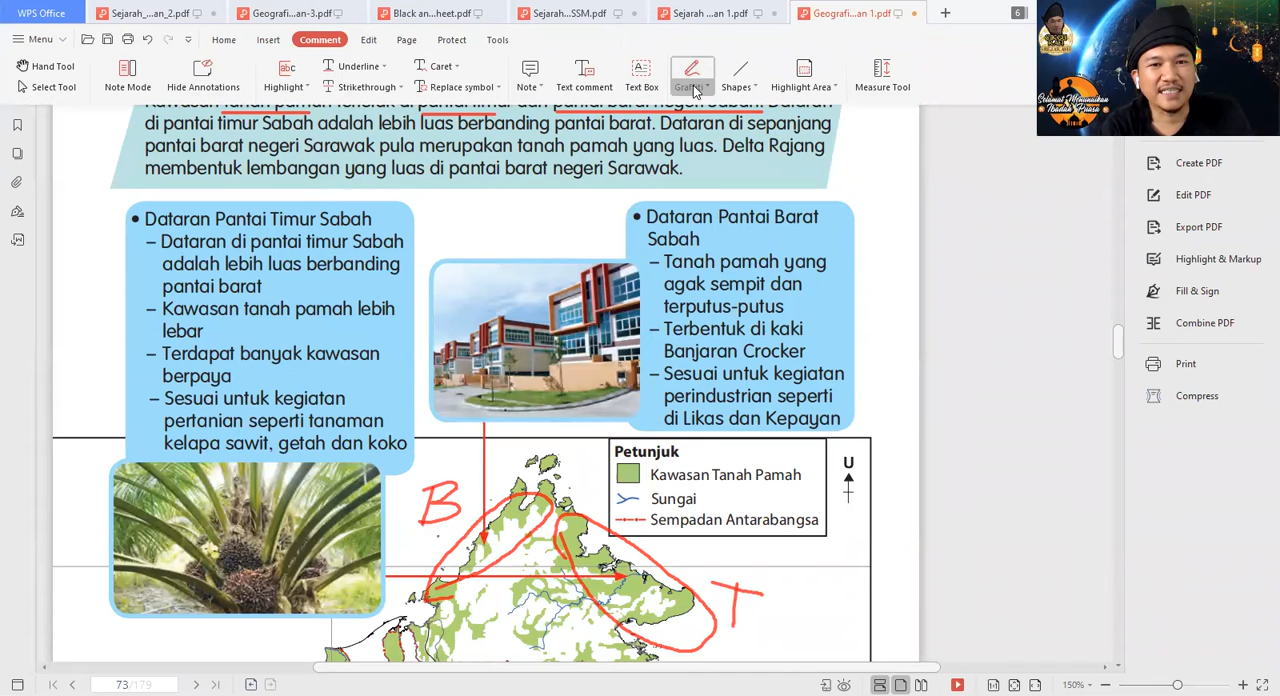 WPS Office
Sejarah_...an_2.pdf
Geografi...an-3.pdf
Black an...heet.pdf
Sejarah...SSM.pdf
Sejarah ...an 1.pdf
Geografi...an 1.pdf
6
Menu
Home
Insert
Comment
Edit
Page
Protect
Tools
Hand Tool
Select Tool
Note Mode
Hide Annotations
Highlight
Underline
Strikethrough
Caret
Replace symbol
Note
Text comment
Text Box
Shapes
Highlight Area
Measure Tool
di pantai timur Sabah adalah lebih luas berbanding pantai barat. Dataran di sepanjang
pantai barat negeri Sarawak pula merupakan tanah pamah yang luas. Delta Rajang
membentuk lembangan yang luas di pantai barat negeri Sarawak.
• Dataran Pantai Timur Sabah
– Dataran di pantai timur Sabah
adalah lebih luas berbanding
pantai barat
– Kawasan tanah pamah lebih
lebar
– Terdapat banyak kawasan
berpaya
– Sesuai untuk kegiatan
pertanian seperti tanaman
kelapa sawit, getah dan koko
• Dataran Pantai Barat
Sabah
– Tanah pamah yang
agak sempit dan
terputus-putus
– Terbentuk di kaki
Banjaran Crocker
– Sesuai untuk kegiatan
perindustrian seperti
di Likas dan Kepayan
Petunjuk
Kawasan Tanah Pamah
Sungai
Sempadan Antarabangsa
U
B
T
Selamat Menunaikan
Ibadah Puasa
Create PDF
Edit PDF
Export PDF
Highlight & Markup
Fill & Sign
Combine PDF
Print
Compress
73/179
150%